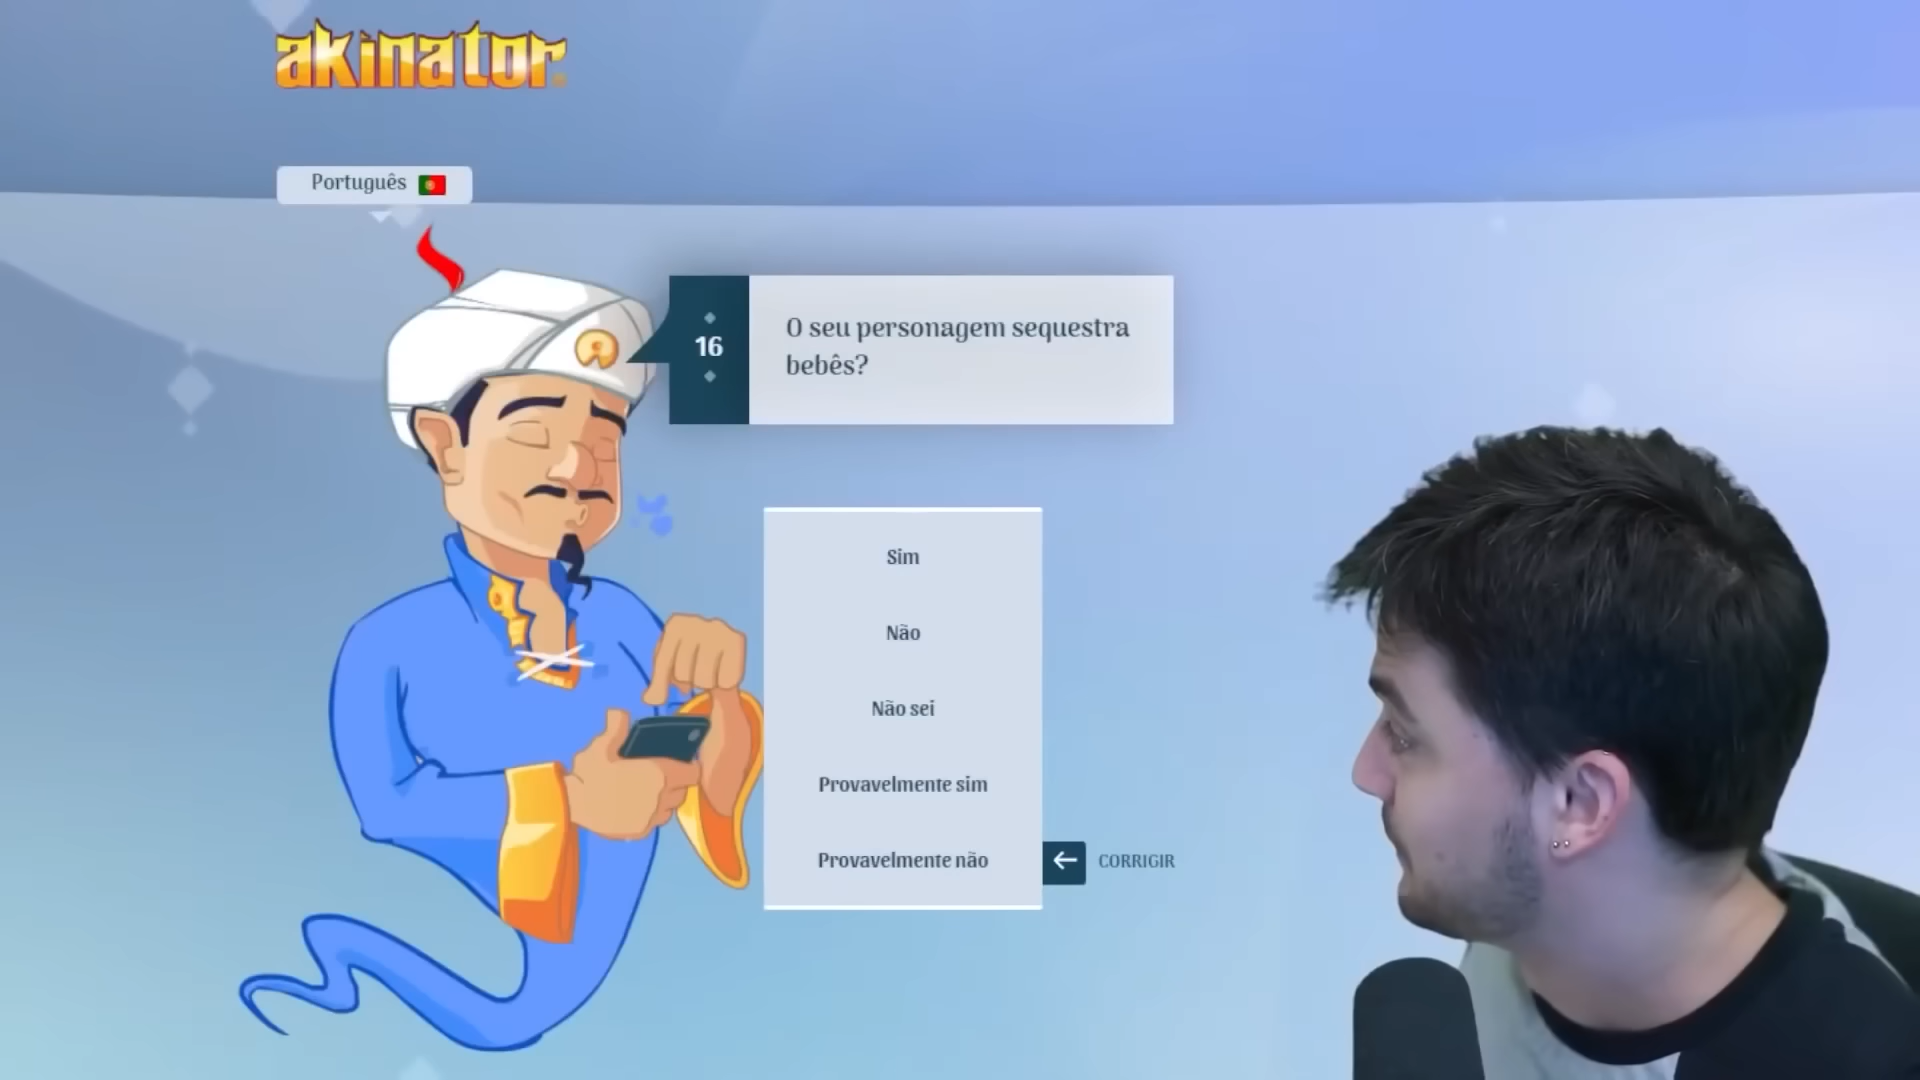 akinator
Português
16
O seu personagem sequestra
bebês?
Sim
Não
Não sei
Provavelmente sim
Provavelmente não
CORRIGIR